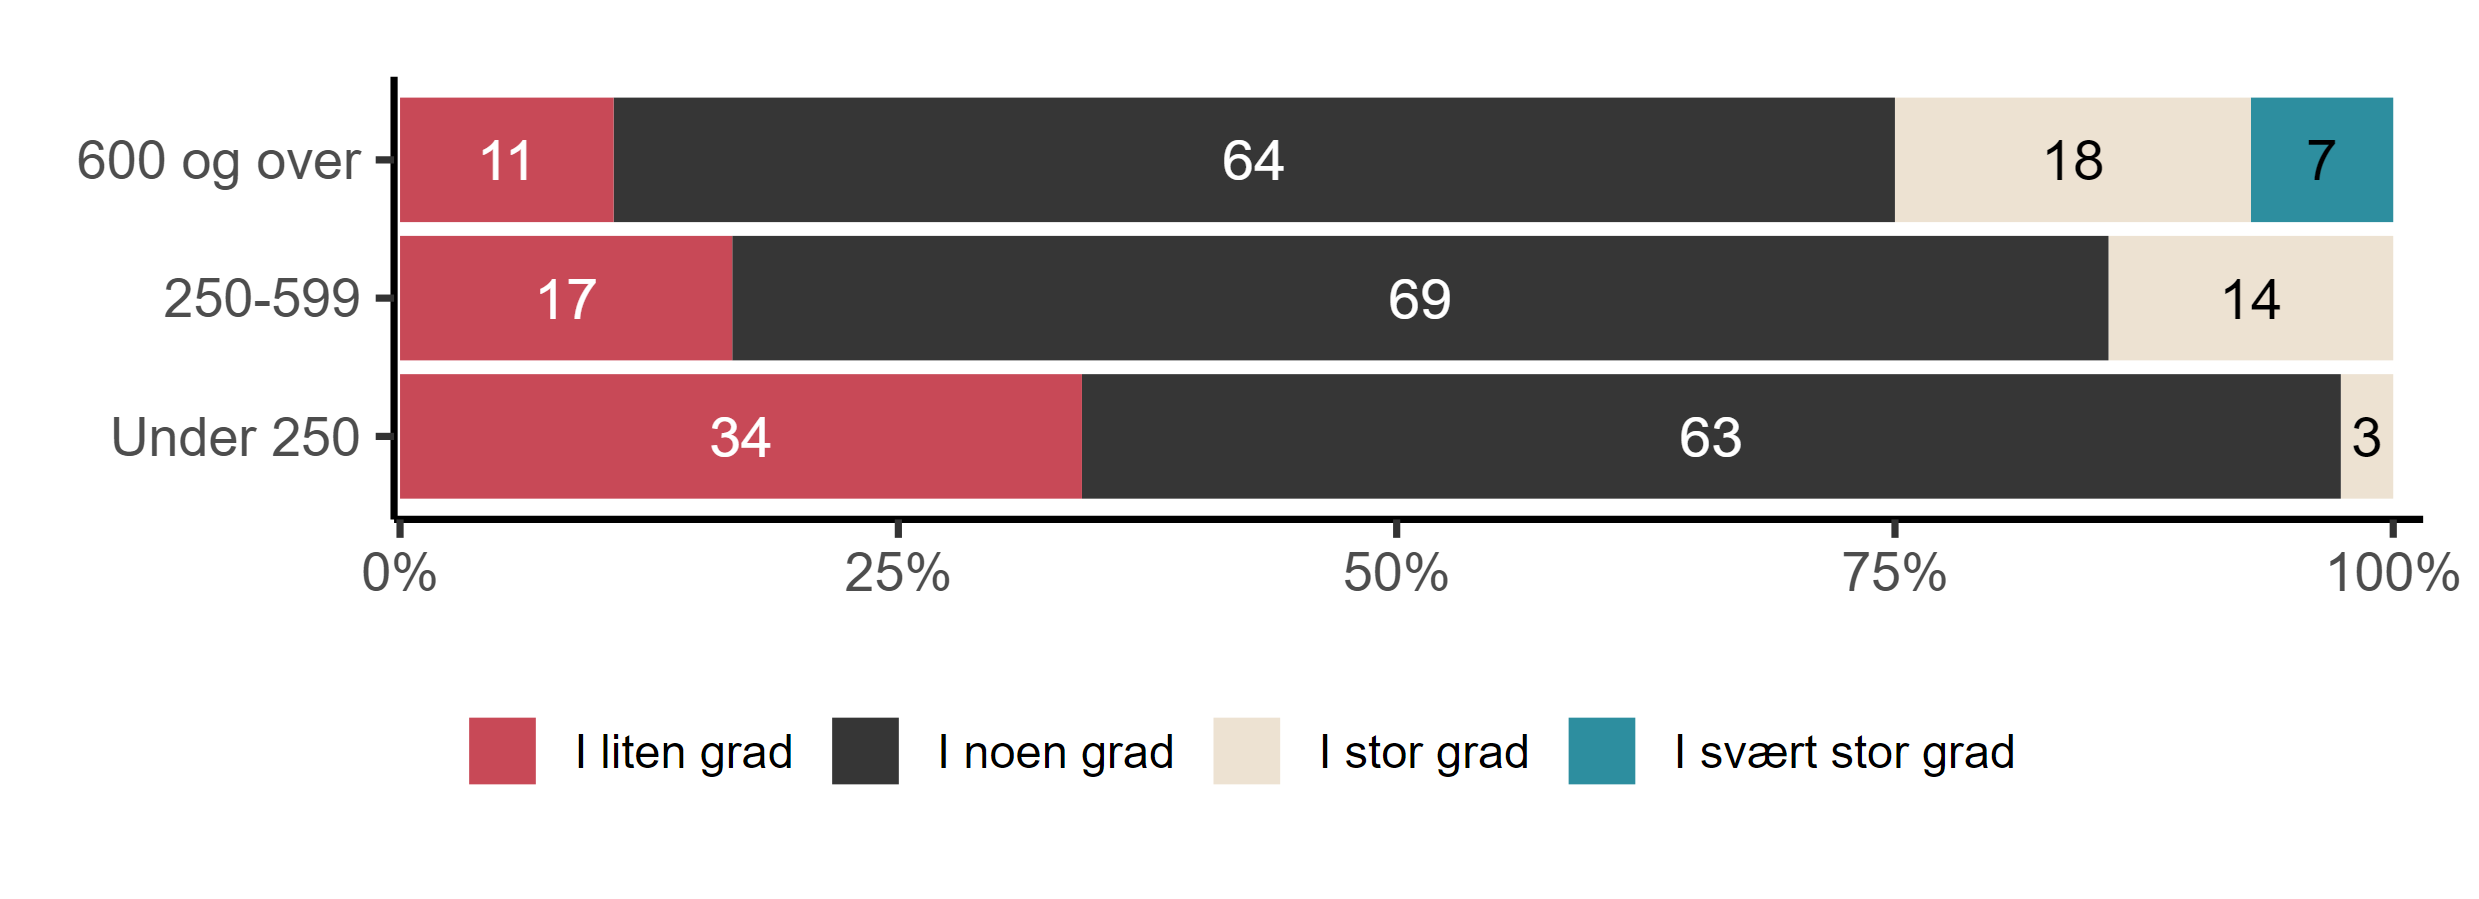 600 og over 11 64 18 7
250-599 17 69 14
Under 250 34 63 3
0% 25% 50% 75% 100%
I liten grad I noen grad I stor grad I svært stor grad